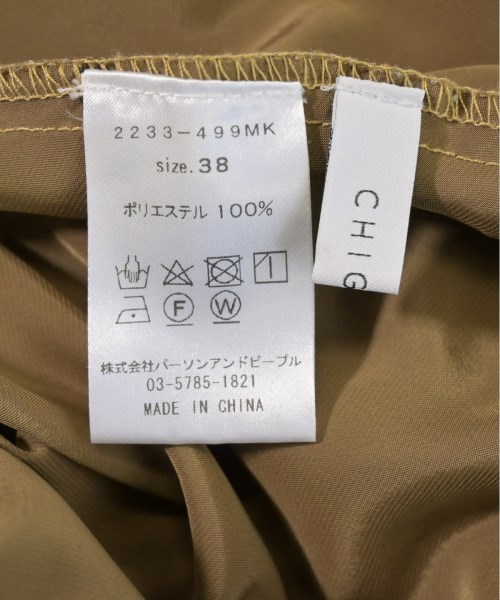 2233-499MK
size.38
ポリエステル 100%
F W
株式会社パーソンアンドピープル
03-5785-1821
MADE IN CHINA
CHIG